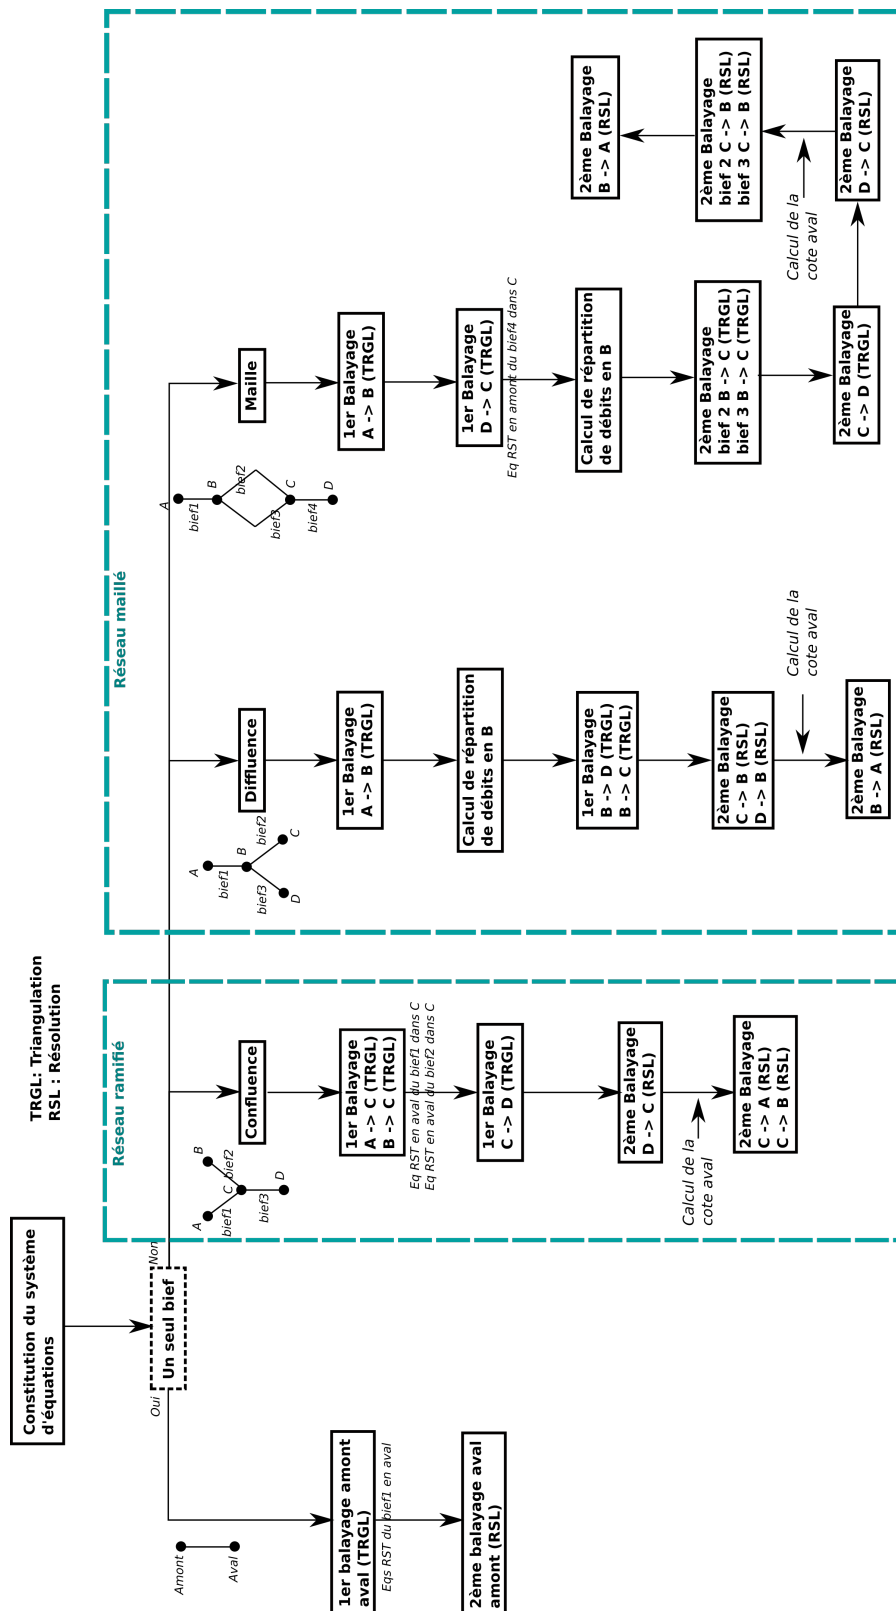 Constitution du système
d'équations
TRGL: Triangulation
RSL : Résolution
Oui
Un seul bief
Non
Amont
Aval
1er balayage amont
aval (TRGL)
Eqs RST du bief1 en aval
2ème balayage aval
amont (RSL)
Réseau ramifié
A
B
bief1
bief2
C
bief3
D
Confluence
1er Balayage
A -> C (TRGL)
B -> C (TRGL)
Eq RST en aval du bief1 dans C
Eq RST en aval du bief2 dans C
1er Balayage
C -> D (TRGL)
2ème Balayage
D -> C (RSL)
Calcul de la
cote aval
2ème Balayage
C -> A (RSL)
C -> B (RSL)
Réseau maillé
A
bief1
B
bief3
bief2
D
C
Diffluence
1er Balayage
A -> B (TRGL)
Calcul de répartition
de débits en B
1er Balayage
B -> D (TRGL)
B -> C (TRGL)
2ème Balayage
C -> B (RSL)
D -> B (RSL)
Calcul de la
cote aval
2ème Balayage
B -> A (RSL)
A
bief1
B
bief2
bief3
C
bief4
D
Maille
1er Balayage
A -> B (TRGL)
1er Balayage
D -> C (TRGL)
Eq RST en amont du bief4 dans C
Calcul de répartition
de débits en B
2ème Balayage
bief 2 B -> C (TRGL)
bief 3 B -> C (TRGL)
2ème Balayage
C -> D (TRGL)
2ème Balayage
D -> C (RSL)
Calcul de la
cote aval
2ème Balayage
bief 2 C -> B (RSL)
bief 3 C -> B (RSL)
2ème Balayage
B -> A (RSL)